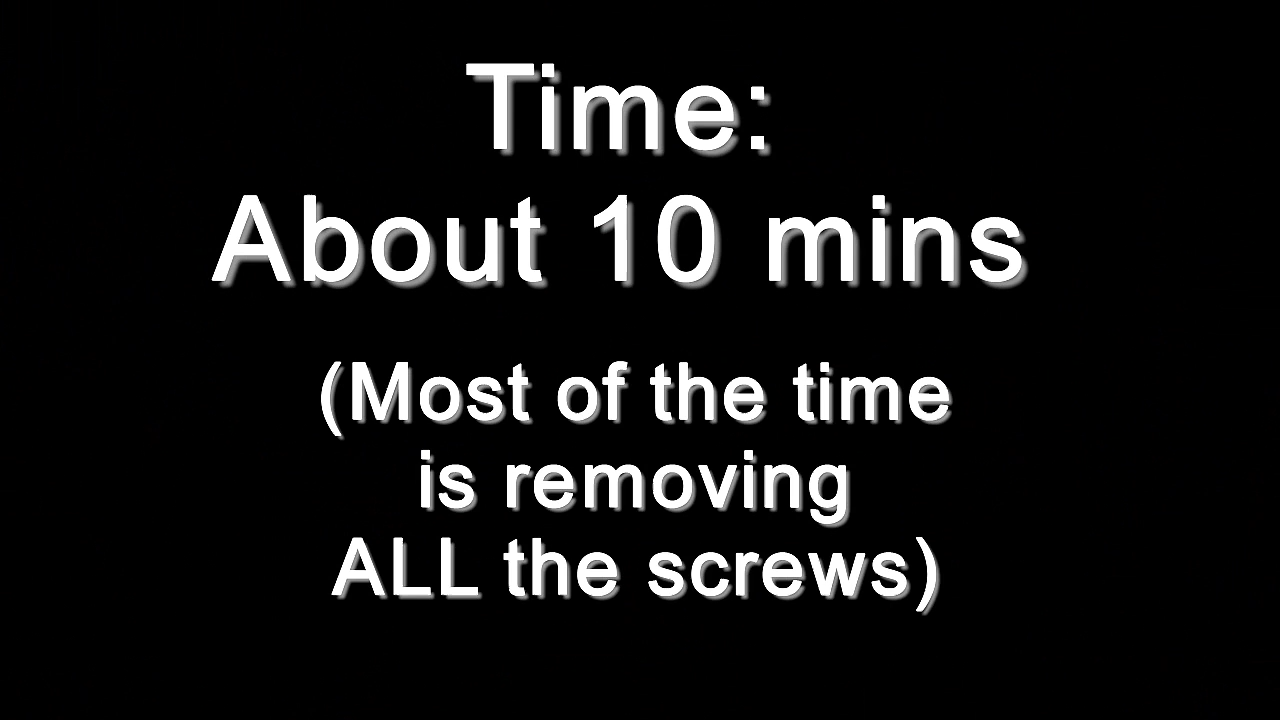 Time:
About 10 mins
(Most of the time
is removing
ALL the screws)